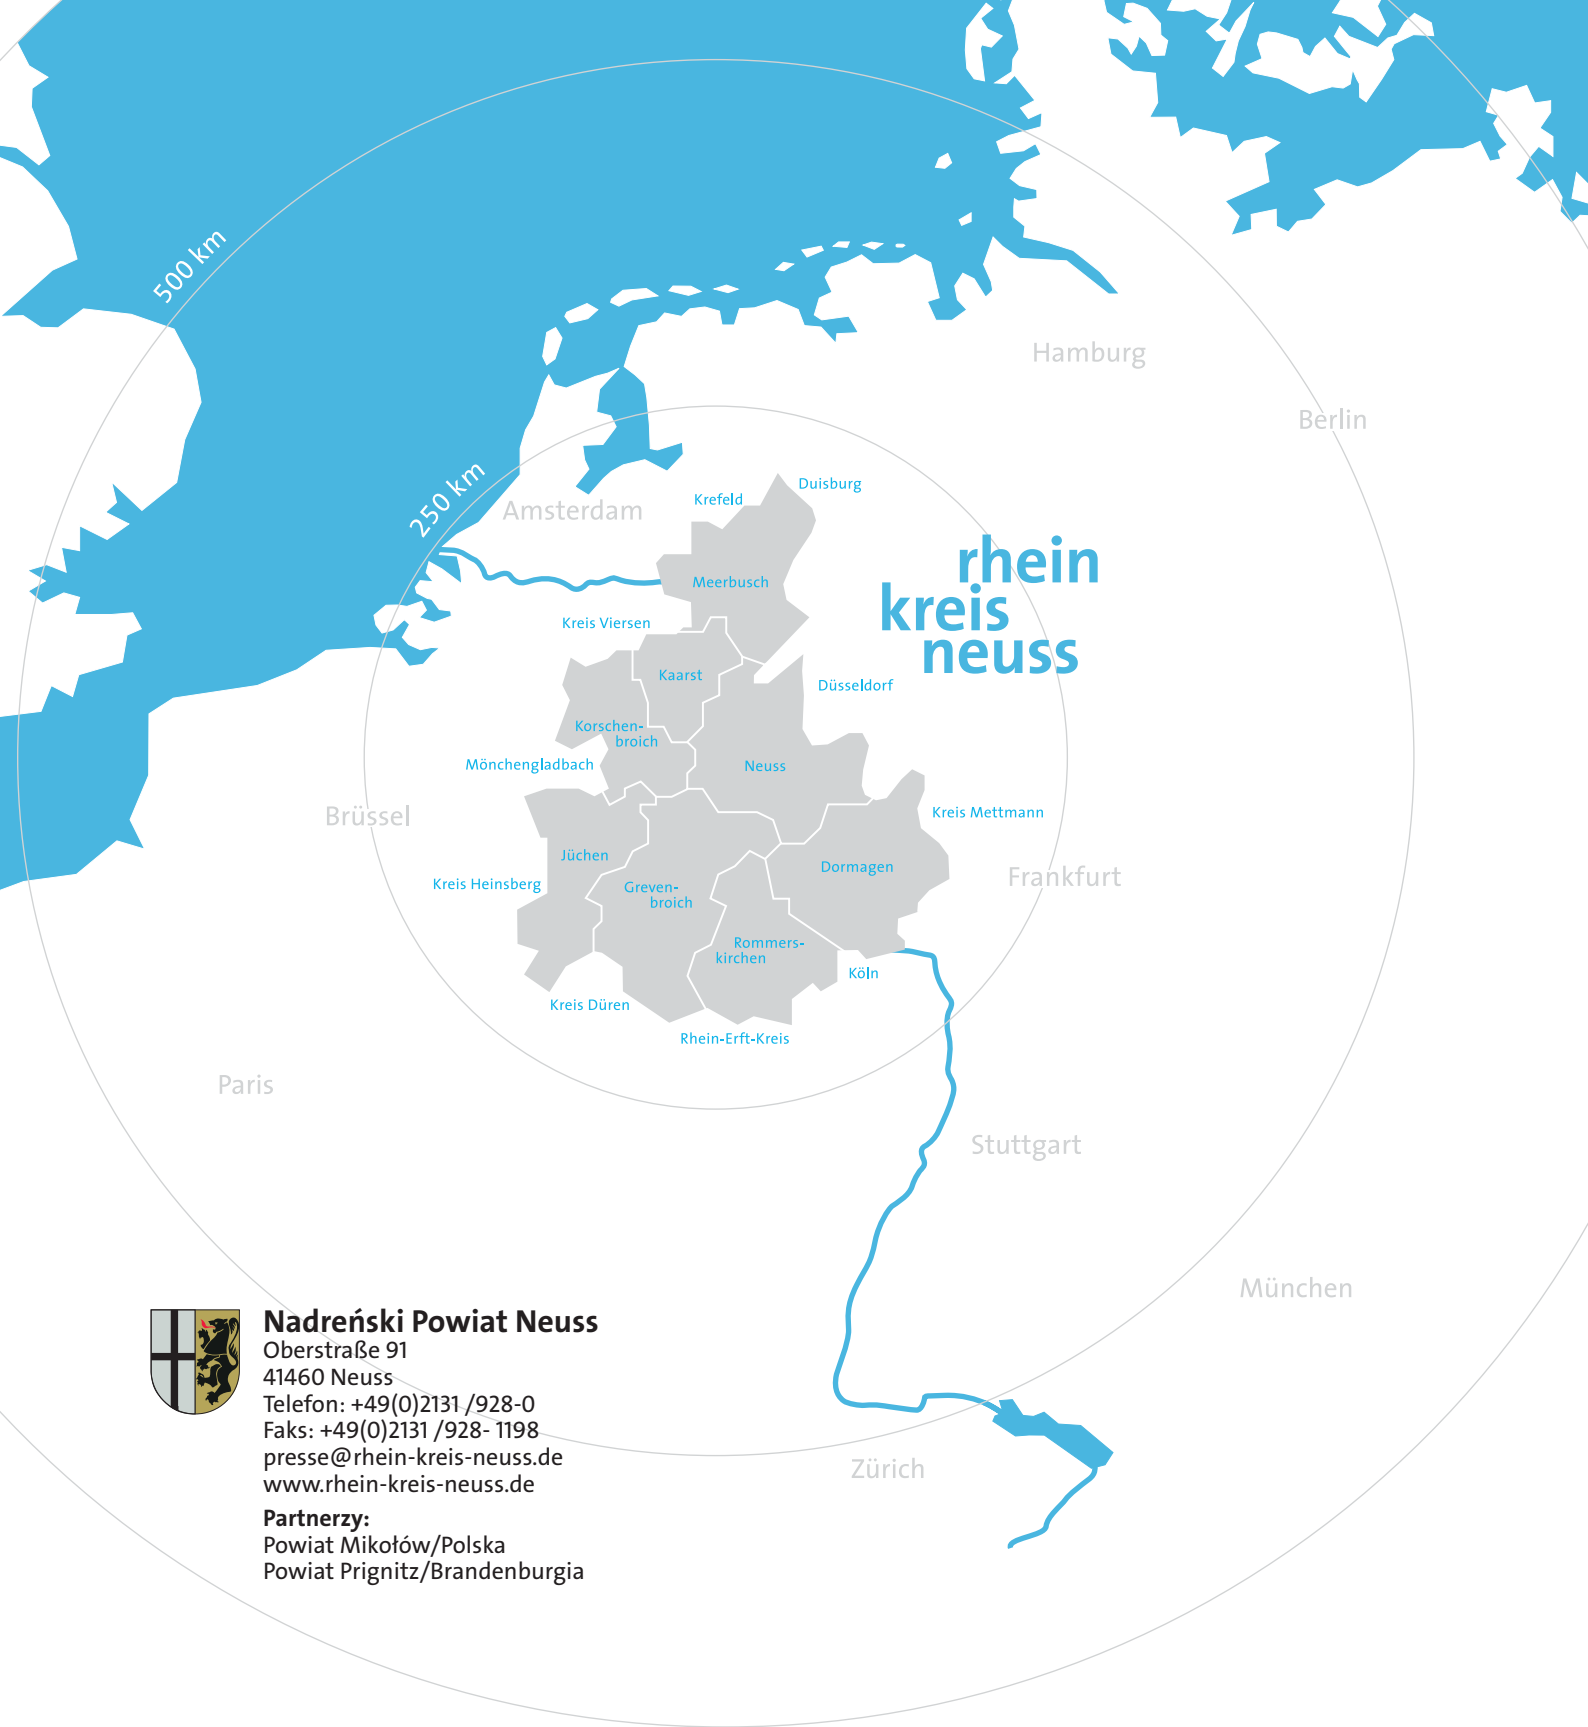 500 km
Hamburg
Berlin
250 km
Amsterdam
Krefeld
Duisburg
rhein
kreis
neuss
Meerbusch
Kreis Viersen
Kaarst
Düsseldorf
Korschen-
broich
Mönchengladbach
Neuss
Brüssel
Kreis Mettmann
Jüchen
Dormagen
Frankfurt
Kreis Heinsberg
Greven-
broich
Rommers-
kirchen
Köln
Kreis Düren
Rhein-Erft-Kreis
Paris
Stuttgart
München
Zürich
Nadreński Powiat Neuss
Oberstraße 91
41460 Neuss
Telefon: +49(0)2131 /928-0
Faks: +49(0)2131 /928- 1198
presse@rhein-kreis-neuss.de
www.rhein-kreis-neuss.de
Partnerzy:
Powiat Mikołów/Polska
Powiat Prignitz/Brandenburgia